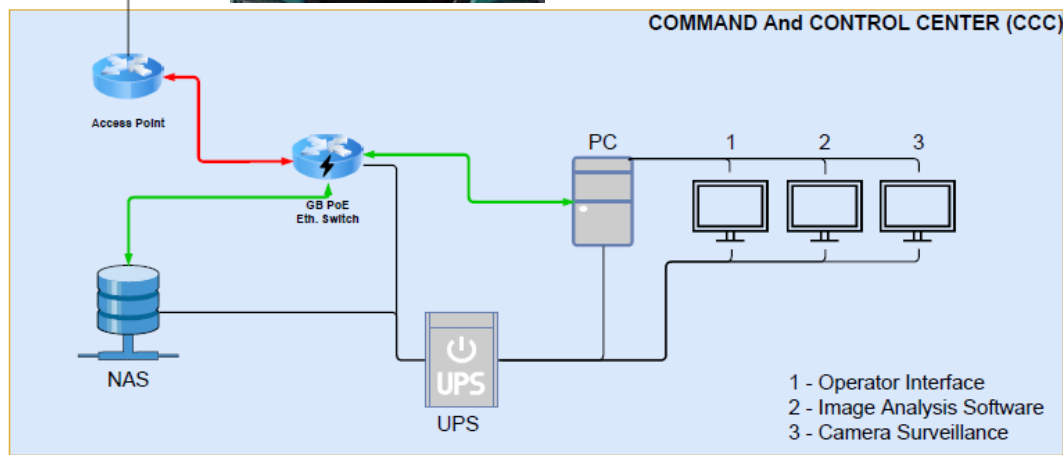 COMMAND And CONTROL CENTER (CCC)
Access Point
GB PoE
Eth. Switch
PC
1
2
3
NAS
UPS
UPS
1 - Operator Interface
2 - Image Analysis Software
3 - Camera Surveillance